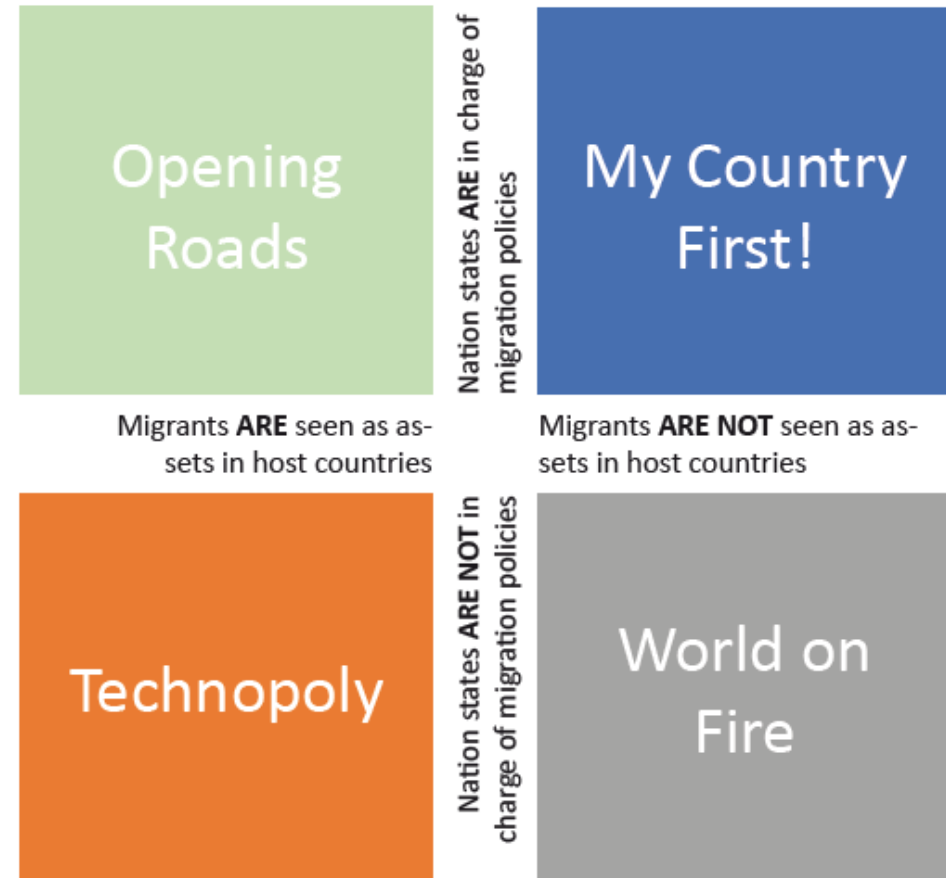 Opening
Roads
Nation states ARE in charge of
migration policies
My Country
First!
Migrants ARE seen as as-
sets in host countries
Migrants ARE NOT seen as as-
sets in host countries
Technopoly
Nation states ARE NOT in
charge of migration policies
World on
Fire